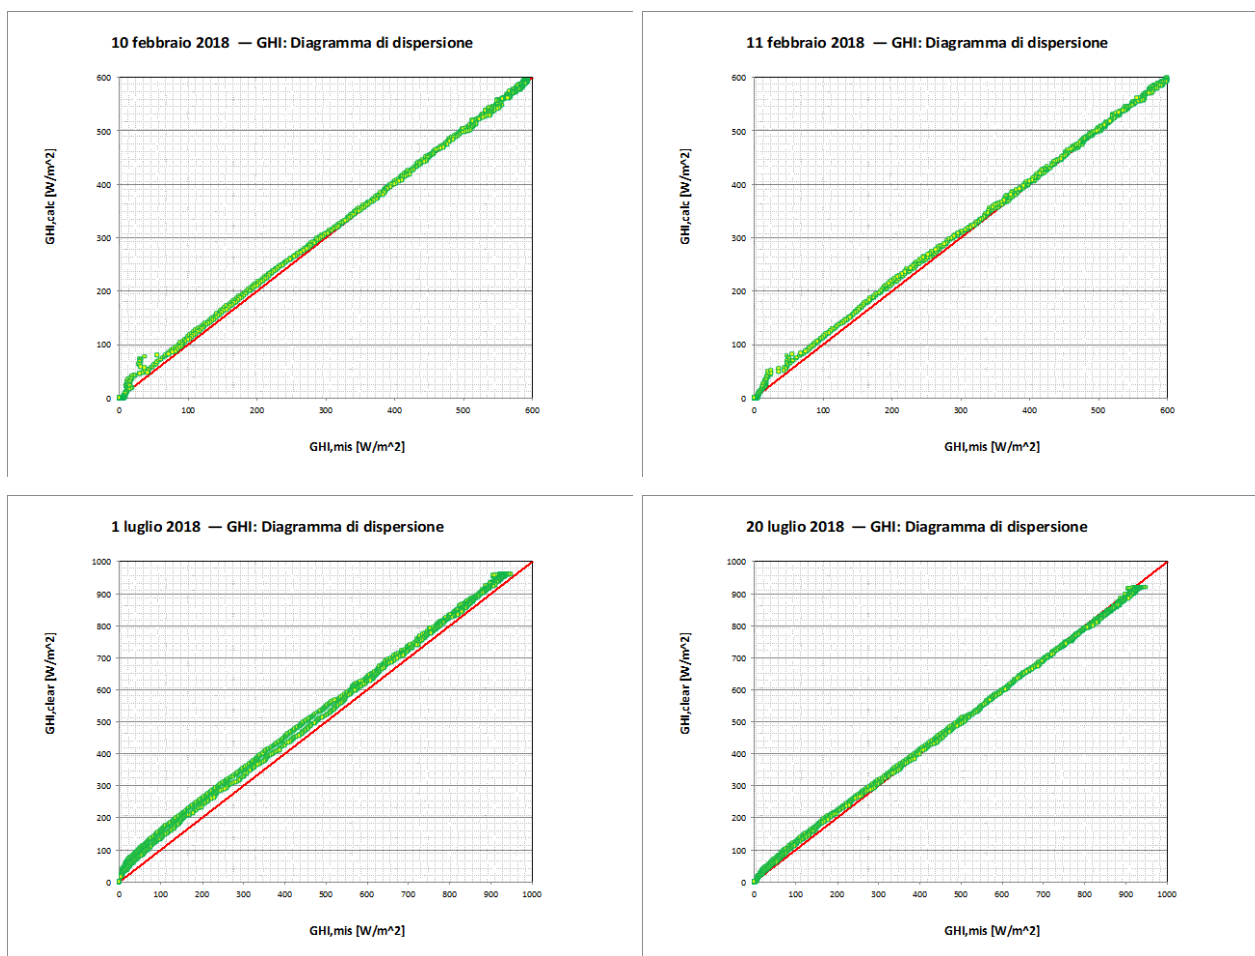 10 febbraio 2018 — GHI: Diagramma di dispersione
GHI,calc [W/m^2]
600
500
400
300
200
100
0
0 100 200 300 400 500 600
GHI,mis [W/m^2]
11 febbraio 2018 — GHI: Diagramma di dispersione
GHI,calc [W/m^2]
600
500
400
300
200
100
0
0 100 200 300 400 500 600
GHI,mis [W/m^2]
1 luglio 2018 — GHI: Diagramma di dispersione
GHI,clear [W/m^2]
1000
900
800
700
600
500
400
300
200
100
0
0 100 200 300 400 500 600 700 800 900 1000
GHI,mis [W/m^2]
20 luglio 2018 — GHI: Diagramma di dispersione
GHI,clear [W/m^2]
1000
900
800
700
600
500
400
300
200
100
0
0 100 200 300 400 500 600 700 800 900 1000
GHI,mis [W/m^2]